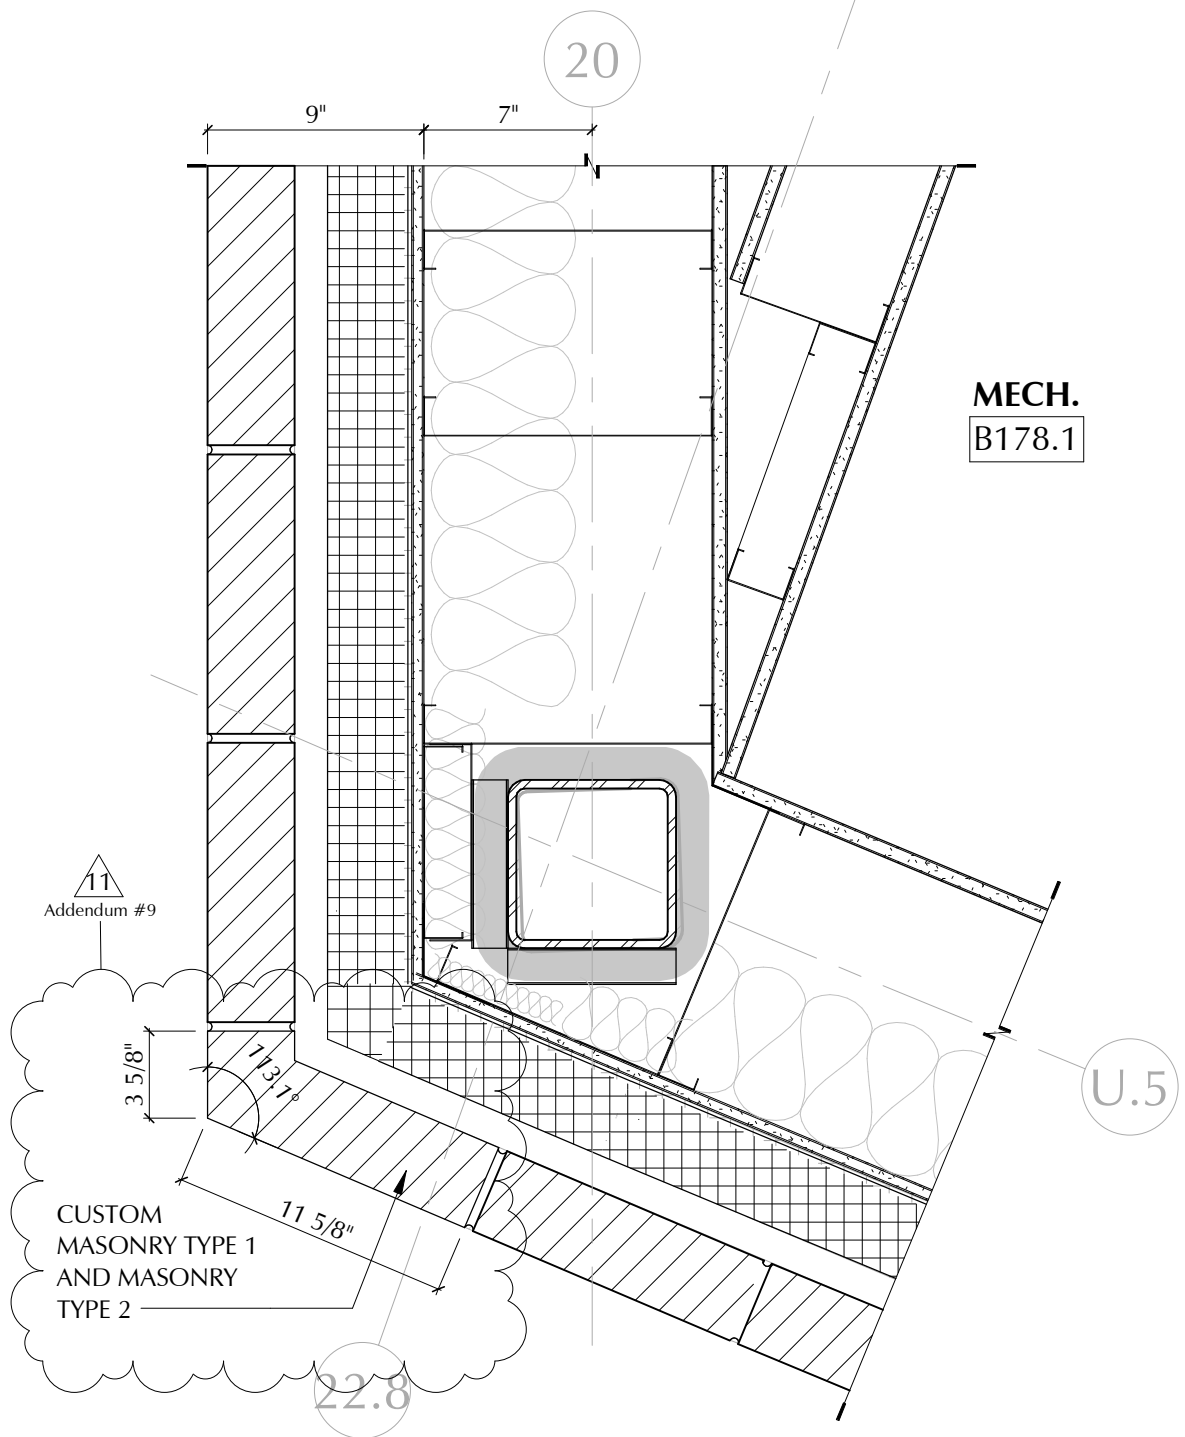 20
9"
7"
MECH.
B178.1
11
Addendum #9
3 5/8"
113.1°
U.5
11 5/8"
CUSTOM
MASONRY TYPE 1
AND MASONRY
TYPE 2
22.8